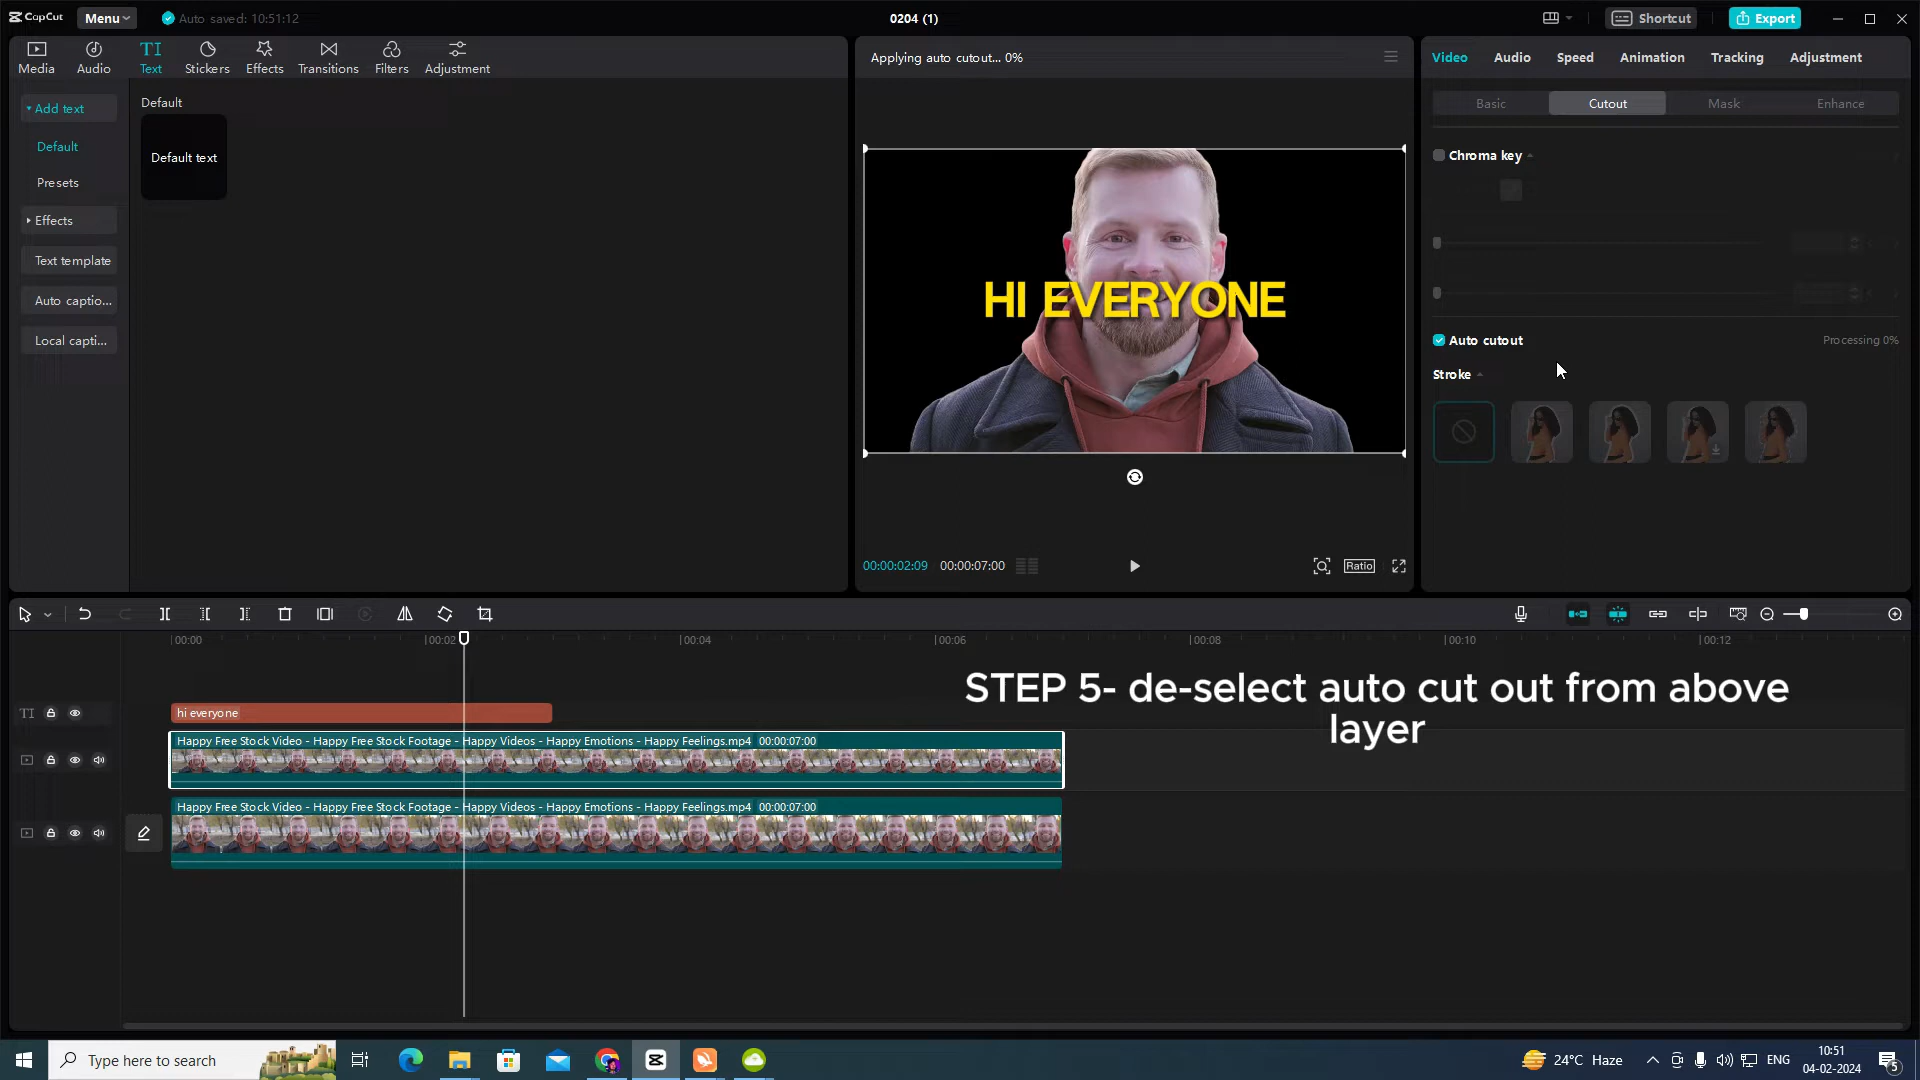 CapCut
Menu
Auto saved: 10:51:12
0204 (1)
Shortcut
Export
Media
Audio
TI
Text
Stickers
Effects
Transitions
Filters
Adjustment
Add text
Default
Presets
Effects
Text template
Auto captio...
Local capti...
Default
Default text
Applying auto cutout... 0%
HI EVERYONE
00:00:02:09
00:00:07:00
Ratio
Video
Audio
Speed
Animation
Tracking
Adjustment
Basic
Cutout
Mask
Enhance
Chroma key
Auto cutout
Processing 0%
Stroke
00:00
00:02
00:04
00:06
00:08
00:10
00:12
STEP 5- de-select auto cut out from above
layer
TI
hi everyone
Happy Free Stock Video - Happy Free Stock Footage - Happy Videos - Happy Emotions - Happy Feelings.mp4 00:00:07:00
Happy Free Stock Video - Happy Free Stock Footage - Happy Videos - Happy Emotions - Happy Feelings.mp4 00:00:07:00
Type here to search
24°C Haze
ENG
10:51
04-02-2024
5